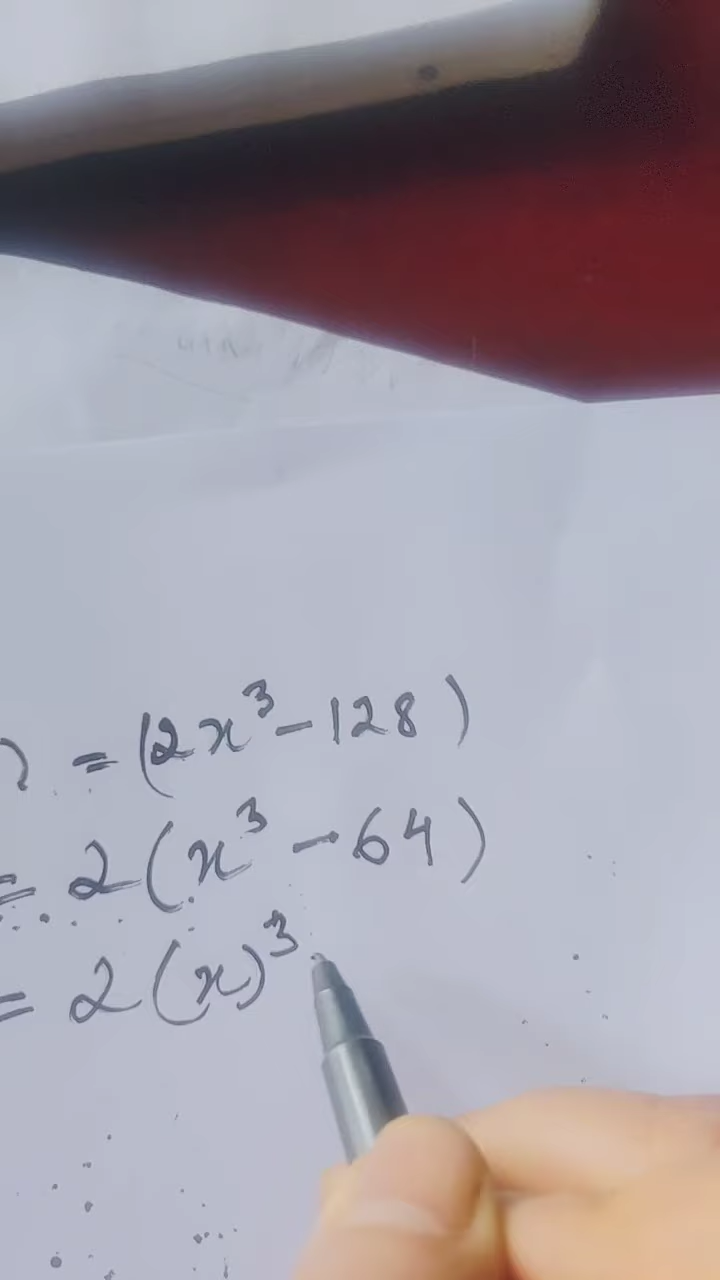 = (2x³ - 128)
= 2(x³ - 64)
= 2(x)³